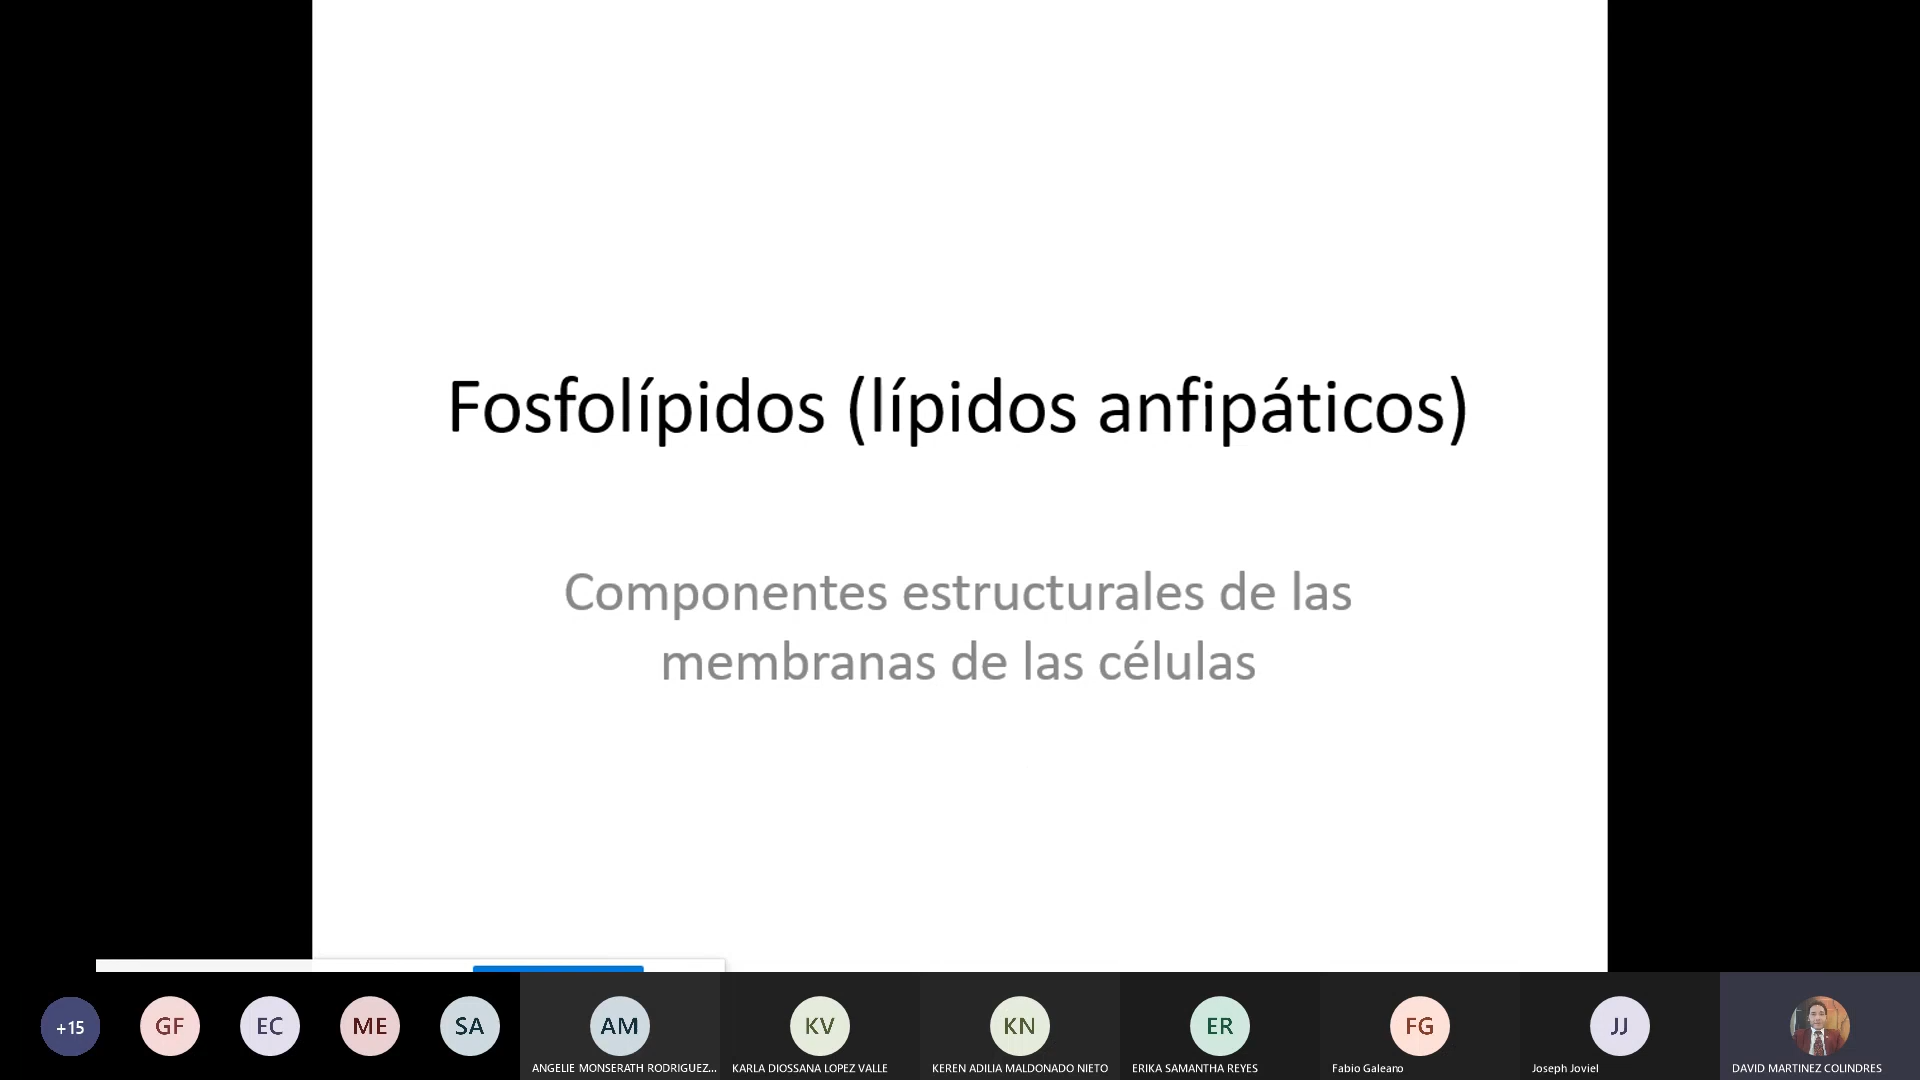 Fosfolípidos (lípidos anfipáticos)
Componentes estructurales de las
membranas de las células
+15
GF
EC
ME
SA
AM
KV
KN
ER
FG
JJ
ANGELIE MONSERATH RODRIGUEZ...
KARLA DIOSSANA LOPEZ VALLE
KEREN ADILIA MALDONADO NIETO
ERIKA SAMANTHA REYES
Fabio Galeano
Joseph Joviel
DAVID MARTINEZ COLINDRES